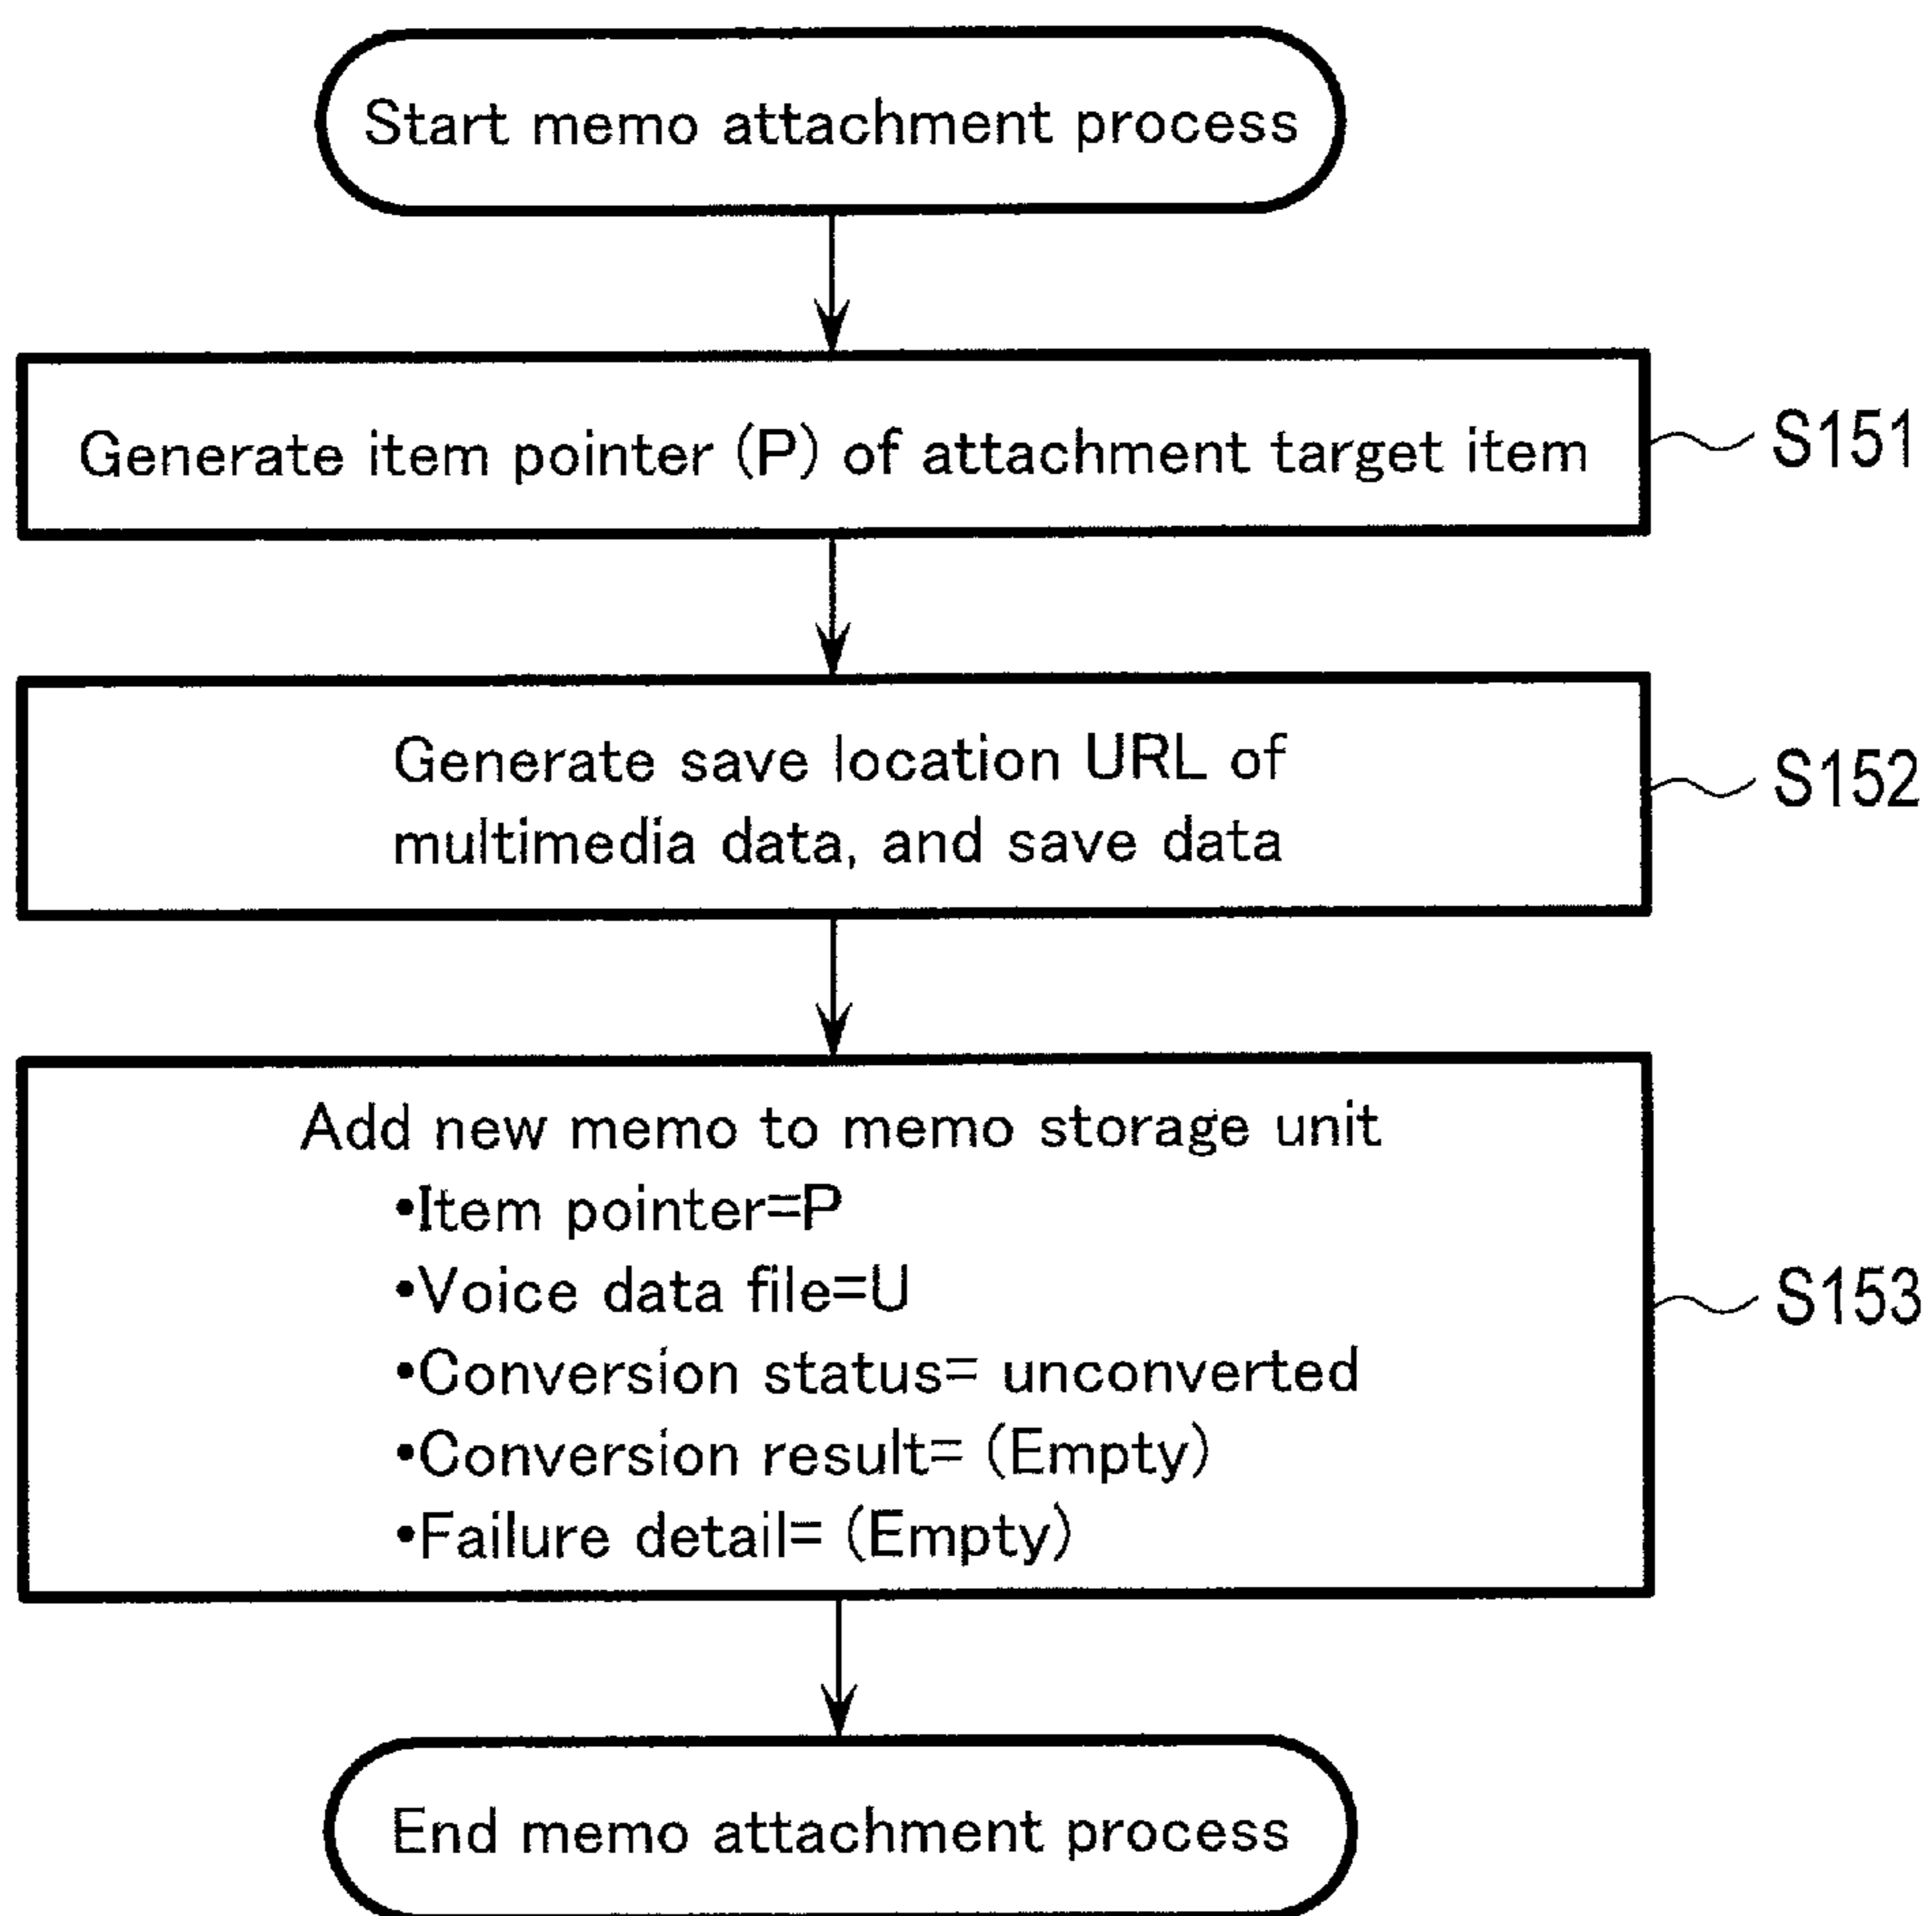 Start memo attachment process
Generate item pointer (P) of attachment target item
S151
Generate save location URL of
multimedia data, and save data
S152
Add new memo to memo storage unit
•Item pointer=P
•Voice data file=U
•Conversion status= unconverted
•Conversion result= (Empty)
•Failure detail= (Empty)
S153
End memo attachment process